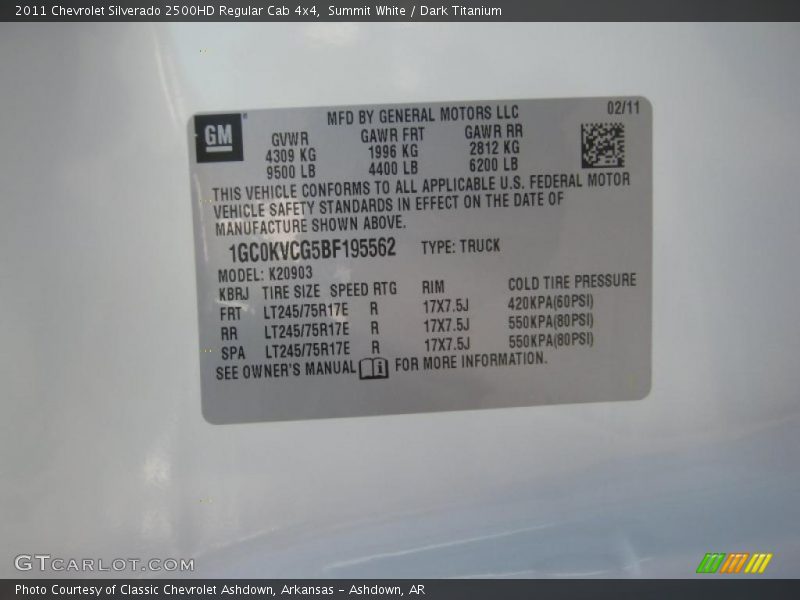 2011 Chevrolet Silverado 2500HD Regular Cab 4x4, Summit White / Dark Titanium
GM
MFD BY GENERAL MOTORS LLC 02/11
GVWR GAWR FRT GAWR RR
4309 KG 1996 KG 2812 KG
9500 LB 4400 LB 6200 LB
THIS VEHICLE CONFORMS TO ALL APPLICABLE U.S. FEDERAL MOTOR
VEHICLE SAFETY STANDARDS IN EFFECT ON THE DATE OF
MANUFACTURE SHOWN ABOVE.
1GC0KVCG5BF195562 TYPE: TRUCK
MODEL: K20903
KBRJ TIRE SIZE SPEED RTG RIM COLD TIRE PRESSURE
FRT LT245/75R17E R 17X7.5J 420KPA(60PSI)
RR LT245/75R17E R 17X7.5J 550KPA(80PSI)
SPA LT245/75R17E R 17X7.5J 550KPA(80PSI)
SEE OWNER'S MANUAL i FOR MORE INFORMATION.
GTCARLOT.COM
Photo Courtesy of Classic Chevrolet Ashdown, Arkansas - Ashdown, AR